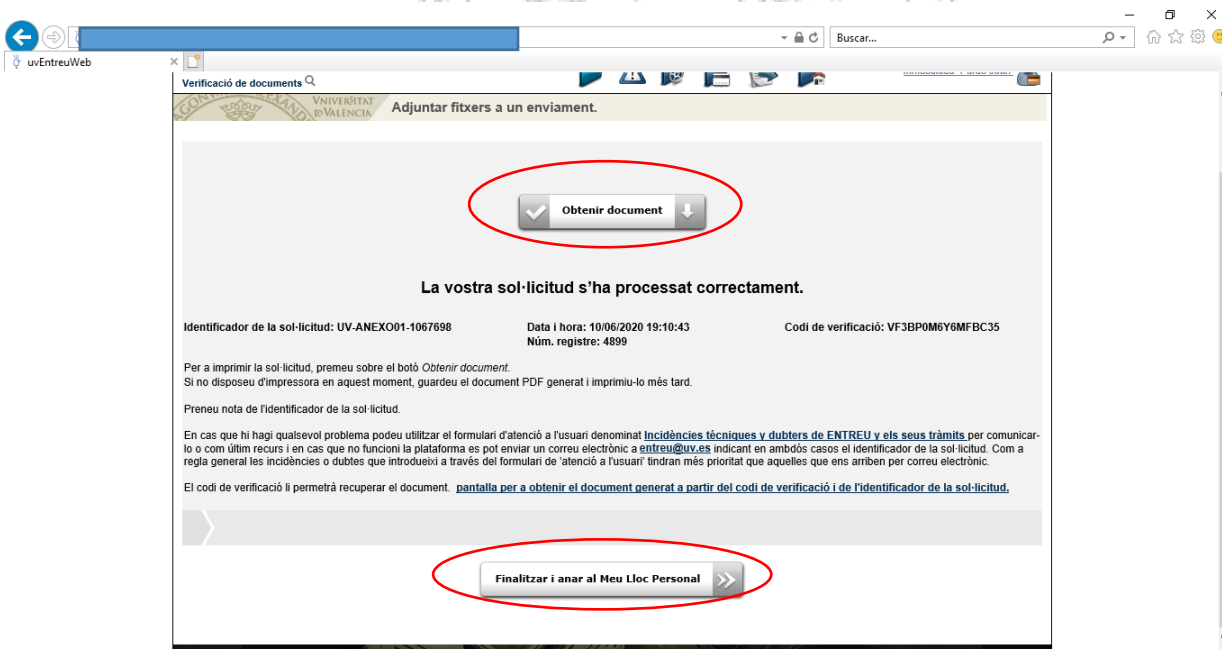 Buscar...
uvEntreuWeb
Verificació de documents
VNIVERSITAT
D VALENCIA
Adjuntar fitxers a un enviament.
Obtenir document
La vostra sol·licitud s'ha processat correctament.
Identificador de la sol·licitud: UV-ANEXO01-1067698
Data i hora: 10/06/2020 19:10:43
Codi de verificació: VF3BP0M6Y6MFBC35
Núm. registre: 4899
Per a imprimir la sol·licitud, premeu sobre el botó Obtenir document.
Si no disposeu d'impressora en aquest moment, guardeu el document PDF generat i imprimiu-lo més tard.
Preneu nota de l'identificador de la sol·licitud.
En cas que hi hagi qualsevol problema podeu utilitzar el formulari d'atenció a l'usuari denominat Incidències técniques y dubters de ENTREU y els seus tràmits per comunicar-
lo o com últim recurs i en cas que no funcioni la plataforma es pot enviar un correu electrònic a entreu@uv.es indicant en ambdós casos el identificador de la sol·licitud. Com a
regla general les incidències o dubtes que introdueixi a través del formulari de 'atenció a l'usuari' tindran més prioritat que aquelles que ens arriben per correu electrònic.
El codi de verificació li permetrà recuperar el document. pantalla per a obtenir el document generat a partir del codi de verificació i de l'identificador de la sol·licitud.
Finalitzar i anar al Meu Lloc Personal